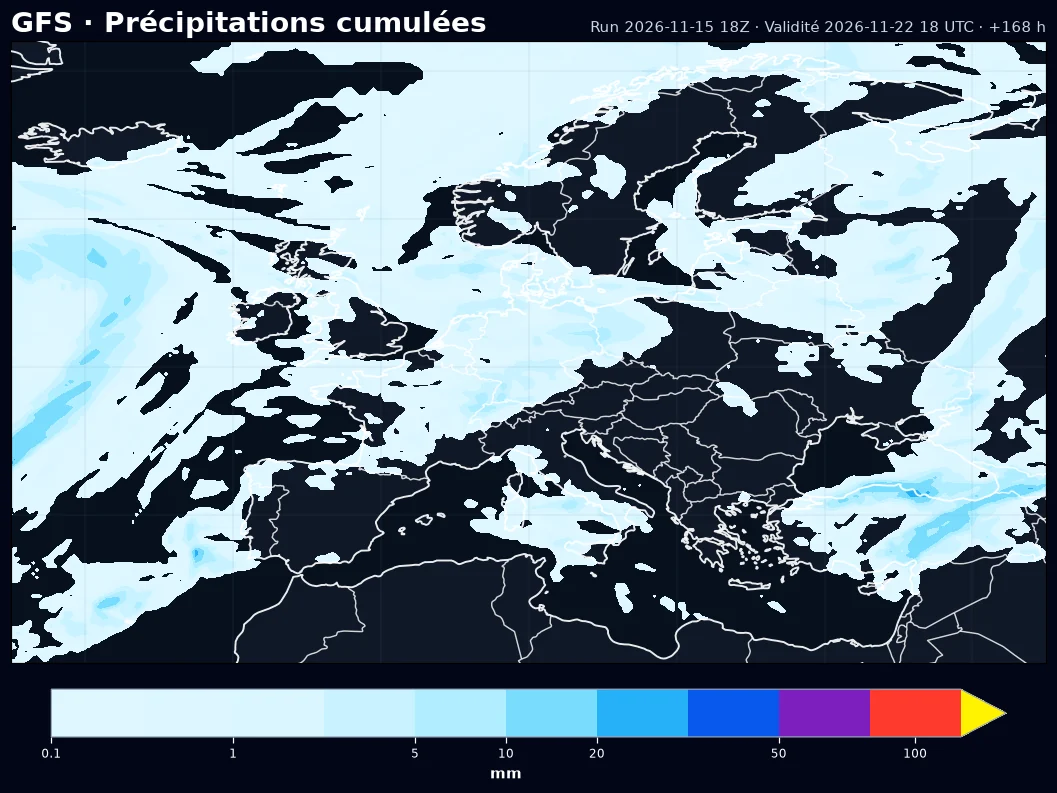 GFS · Précipitations cumulées
Run 2026-11-15 18Z · Validité 2026-11-22 18 UTC · +168 h
0.1 1 5 10 20 50 100
mm